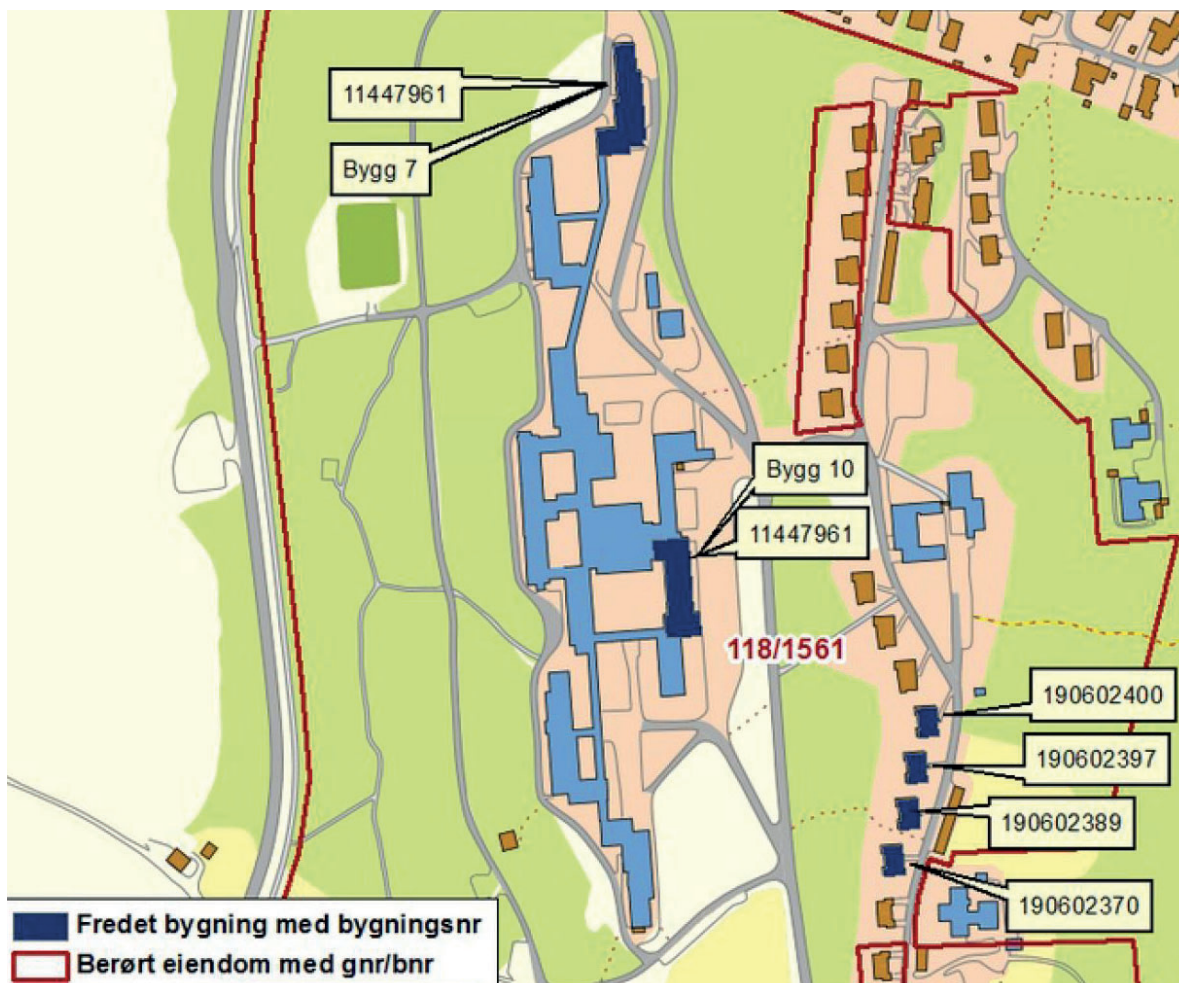 11447961
Bygg 7
Bygg 10
11447961
118/1561
190602400
190602397
190602389
190602370
Fredet bygning med bygningsnr
Berørt eiendom med gnr/bnr